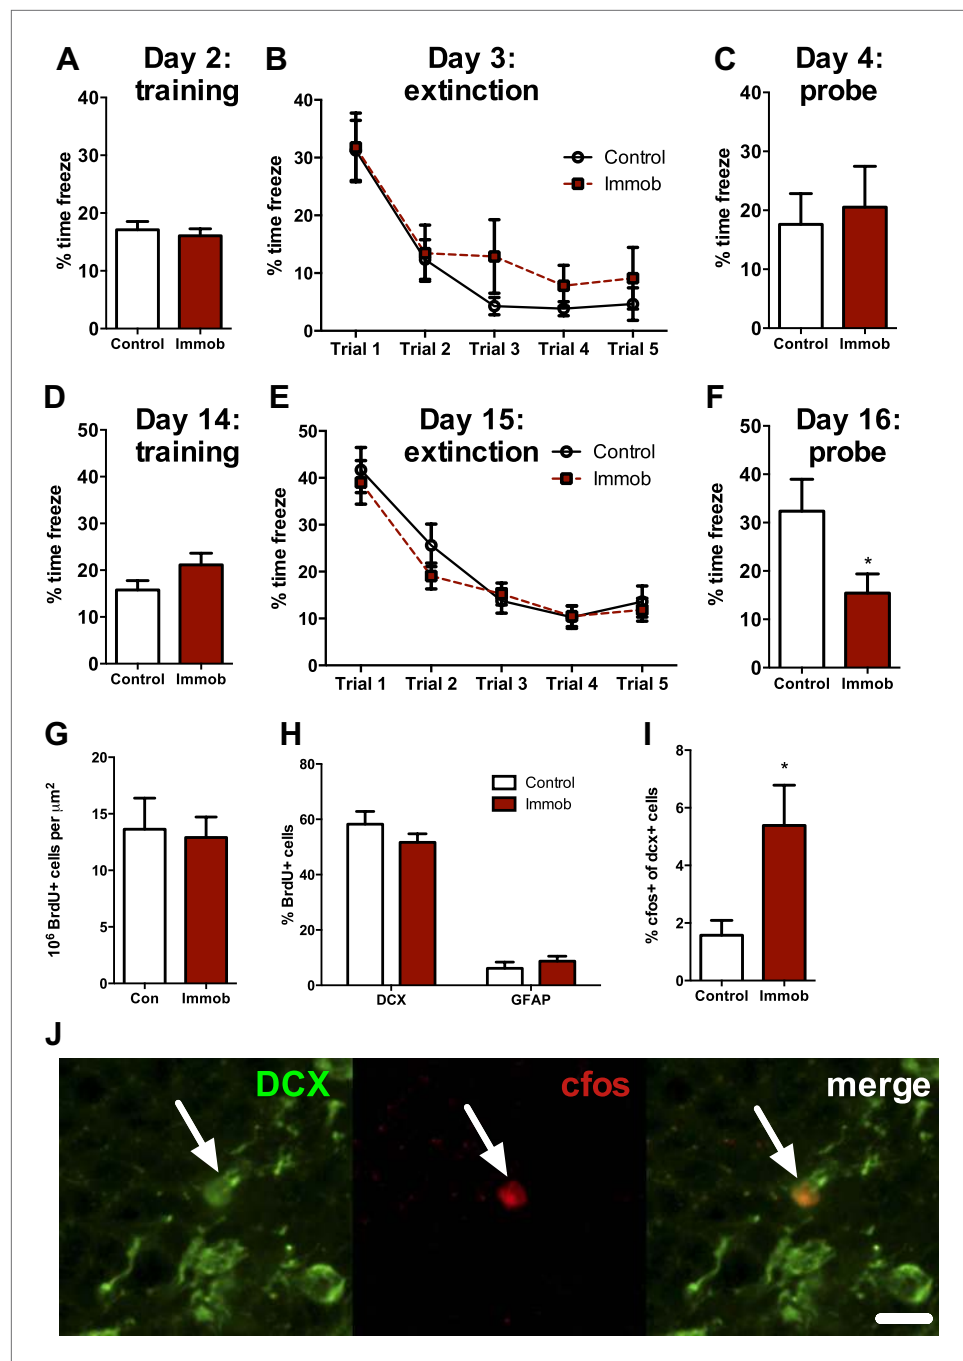 A
Day 2:
training
% time freeze
40
30
20
10
0
Control
Immob
B
Day 3:
extinction
% time freeze
40
30
20
10
0
Control
Immob
Trial 1
Trial 2
Trial 3
Trial 4
Trial 5
C
Day 4:
probe
% time freeze
40
30
20
10
0
Control
Immob
D
Day 14:
training
% time freeze
50
40
30
20
10
0
Control
Immob
E
Day 15:
extinction
% time freeze
50
40
30
20
10
0
Control
Immob
Trial 1
Trial 2
Trial 3
Trial 4
Trial 5
F
Day 16:
probe
% time freeze
50
40
30
20
10
0
*
Control
Immob
G
10⁶ BrdU+ cells per μm²
20
15
13
5
0
Con
Immob
H
% BrdU+ cells
80
60
40
20
0
Control
Immob
DCX
GFAP
I
% cfos+ of dcx+ cells
8
6
4
2
0
*
Control
Immob
J
DCX
cfos
merge